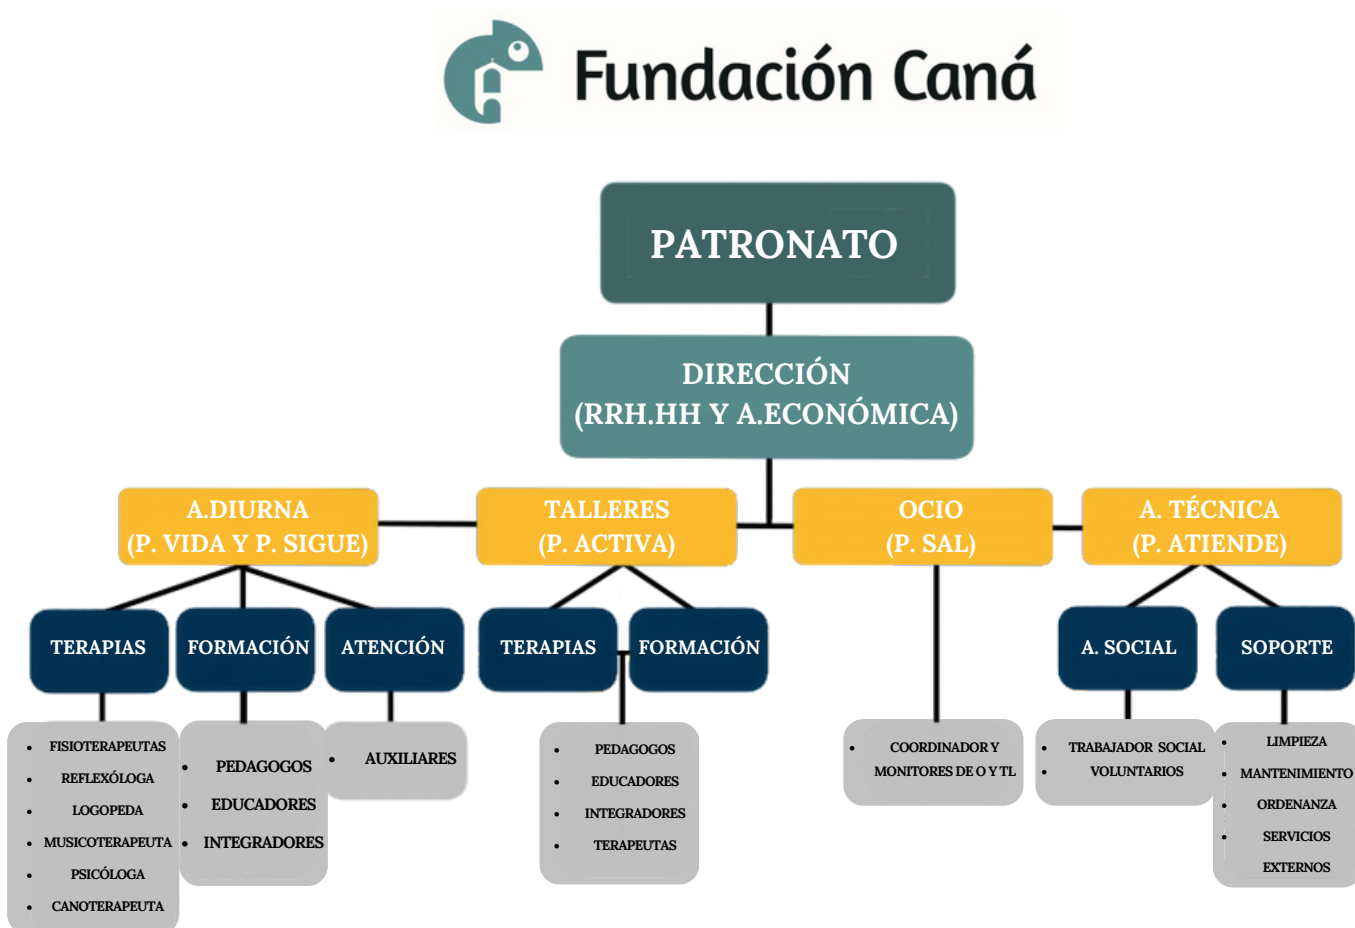 Fundación Caná
PATRONATO
DIRECCIÓN
(RRH.HH Y A.ECONÓMICA)
A.DIURNA
(P. VIDA Y P. SIGUE)
TALLERES
(P. ACTIVA)
OCIO
(P. SAL)
A. TÉCNICA
(P. ATIENDE)
TERAPIAS
FORMACIÓN
ATENCIÓN
TERAPIAS
FORMACIÓN
A. SOCIAL
SOPORTE
• FISIOTERAPEUTAS
• REFLEXÓLOGA
• LOGOPEDA
• MUSICOTERAPEUTA
• PSICÓLOGA
• CANOTERAPEUTA
• PEDAGOGOS
• EDUCADORES
• INTEGRADORES
• AUXILIARES
• PEDAGOGOS
• EDUCADORES
• INTEGRADORES
• TERAPEUTAS
• COORDINADOR Y
MONITORES DE O Y TL
• TRABAJADOR SOCIAL
• VOLUNTARIOS
• LIMPIEZA
• MANTENIMIENTO
• ORDENANZA
• SERVICIOS
EXTERNOS